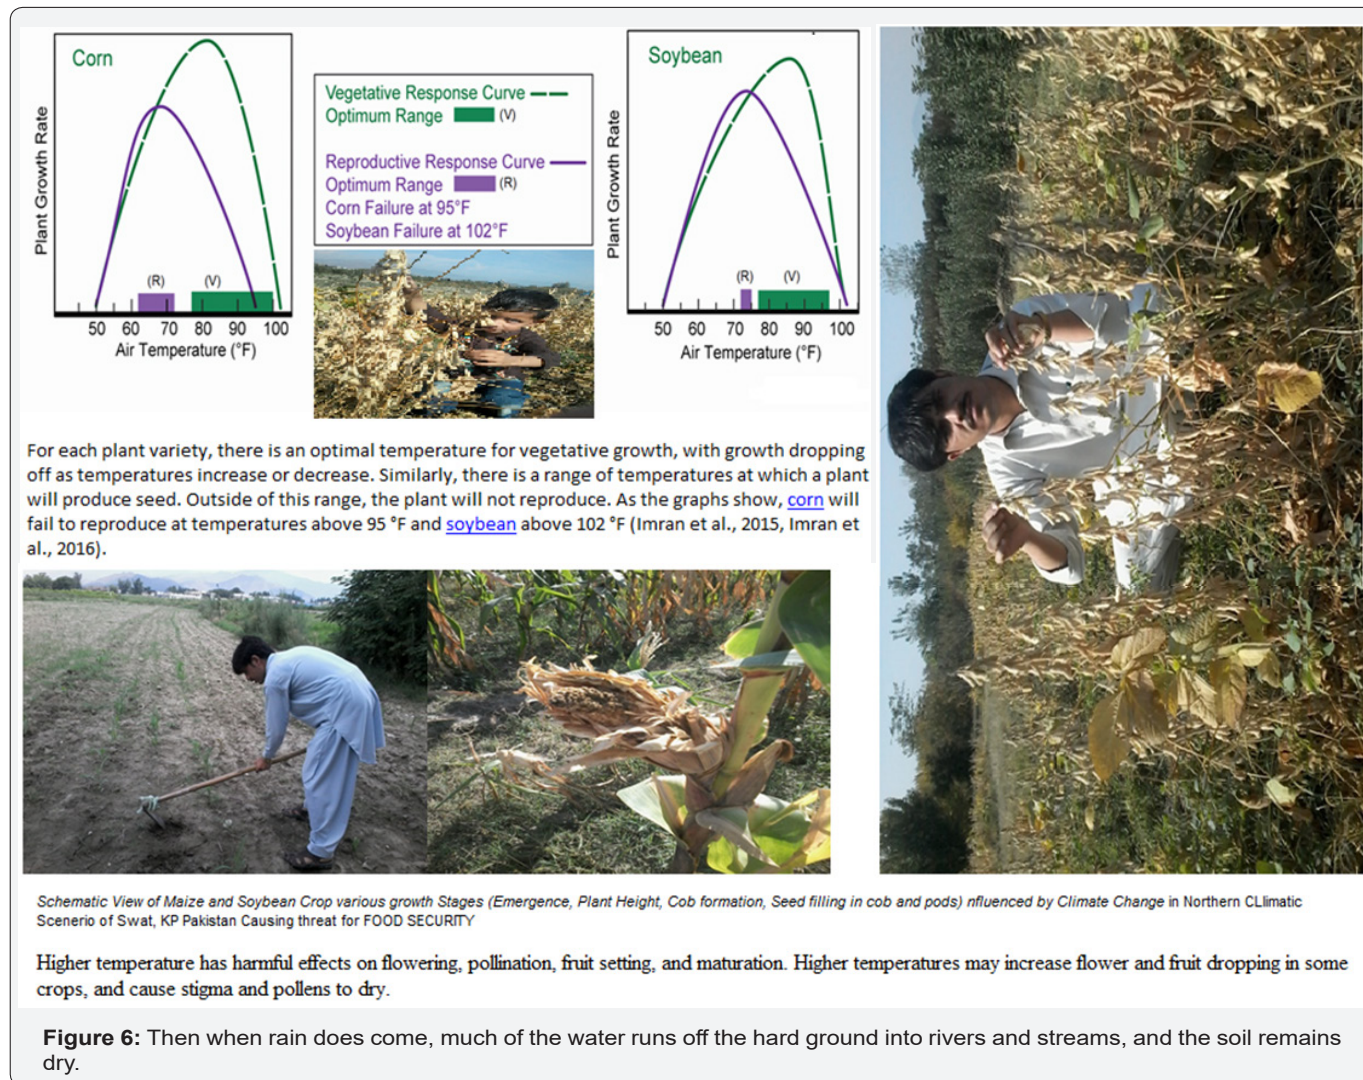 Corn
Plant Growth Rate
(R)
(V)
50 60 70 80 90 100
Air Temperature (°F)
Vegetative Response Curve
Optimum Range (V)
Reproductive Response Curve
Optimum Range (R)
Corn Failure at 95°F
Soybean Failure at 102°F
Soybean
Plant Growth Rate
(R)
(V)
50 60 70 80 90 100
Air Temperature (°F)
For each plant variety, there is an optimal temperature for vegetative growth, with growth dropping
off as temperatures increase or decrease. Similarly, there is a range of temperatures at which a plant
will produce seed. Outside of this range, the plant will not reproduce. As the graphs show, corn will
fail to reproduce at temperatures above 95 °F and soybean above 102 °F (Imran et al., 2015, Imran et
al., 2016).
Schematic View of Maize and Soybean Crop various growth Stages (Emergence, Plant Height, Cob formation, Seed filling in cob and pods) nfluenced by Climate Change in Northern CLlimatic
Scenerio of Swat, KP Pakistan Causing threat for FOOD SECURITY
Higher temperature has harmful effects on flowering, pollination, fruit setting, and maturation. Higher temperatures may increase flower and fruit dropping in some
crops, and cause stigma and pollens to dry.
Figure 6: Then when rain does come, much of the water runs off the hard ground into rivers and streams, and the soil remains
dry.